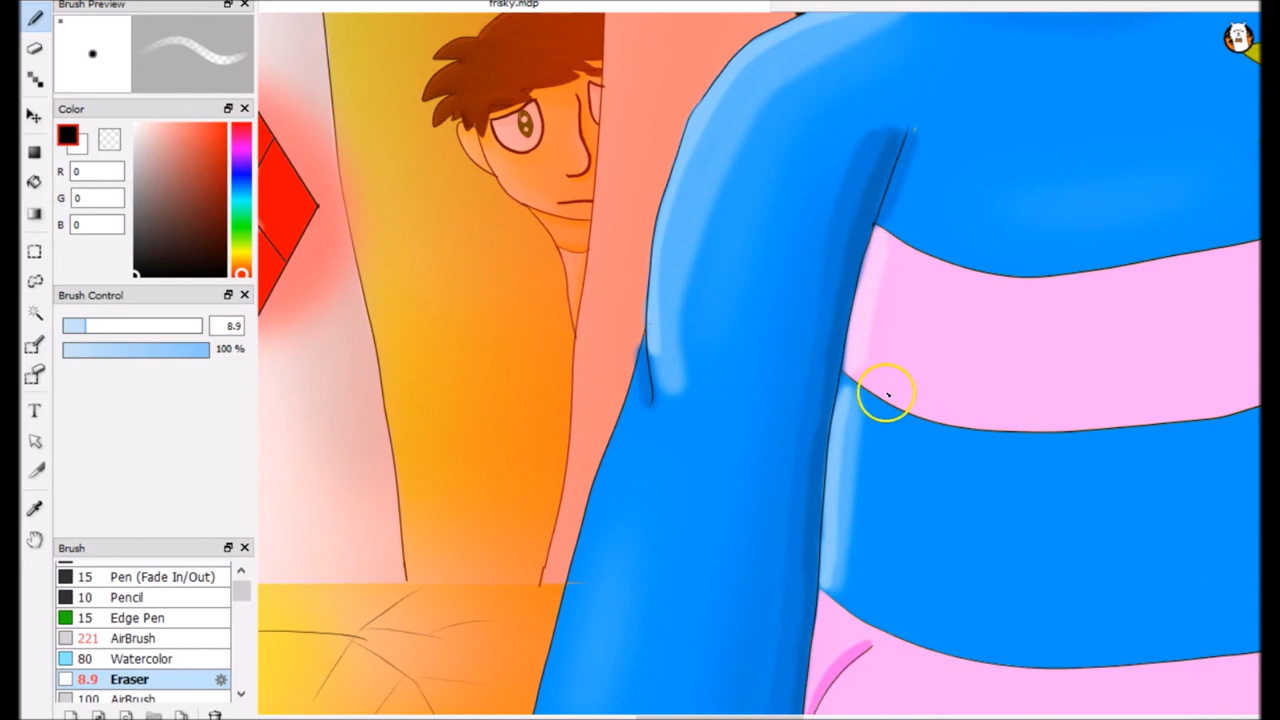 Brush Preview
frisky.mdp
Color
R 0
G 0
B 0
Brush Control
8.9
100 %
Brush
15 Pen (Fade In/Out)
10 Pencil
15 Edge Pen
221 AirBrush
80 Watercolor
8.9 Eraser
100 AirBrush
T